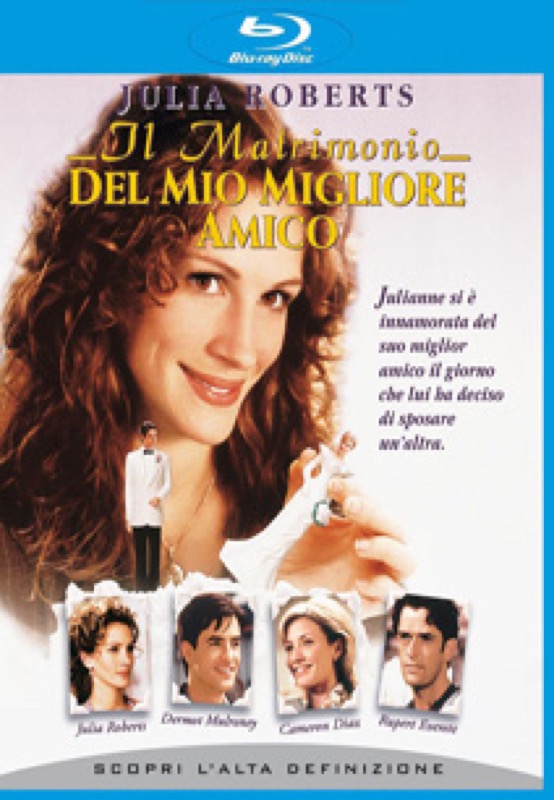 Blu-ray Disc
JULIA ROBERTS
Il Matrimonio
DEL MIO MIGLIORE
AMICO
Julianne si è
innamorata del
suo miglior
amico il giorno
che lui ha deciso
di sposare
un'altra.
Julia Roberts
Dermot Mulroney
Cameron Diaz
Rupert Everett
SCOPRI L'ALTA DEFINIZIONE